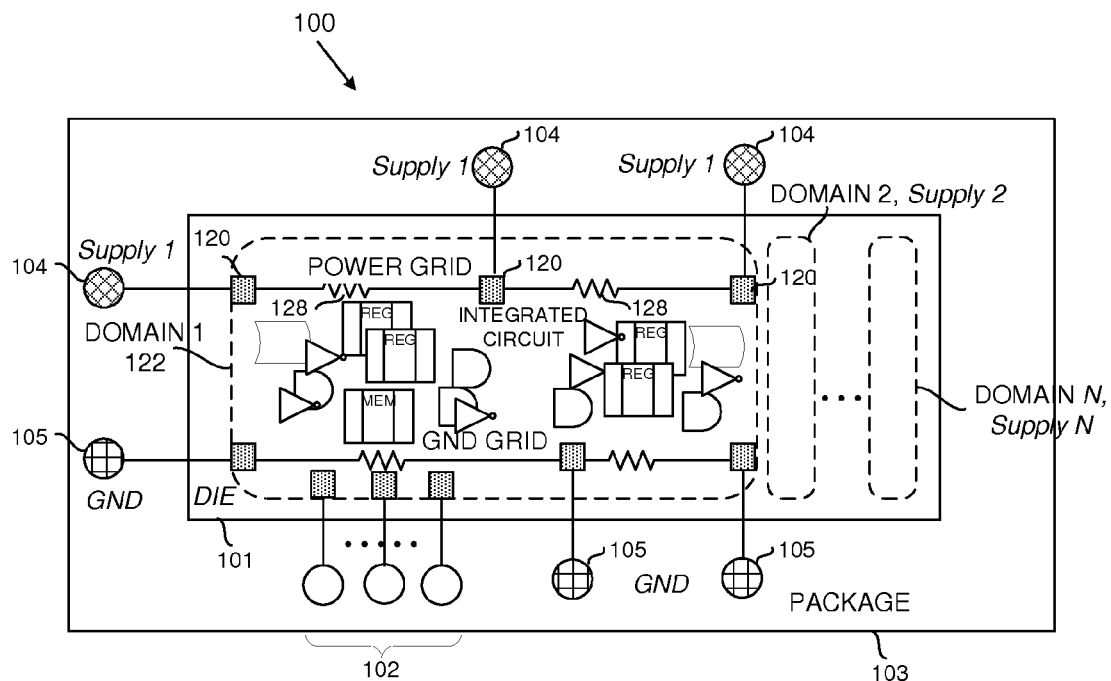 100
104
104
Supply 1
Supply 1
DOMAIN 2, Supply 2
Supply 1
120
104
POWER GRID
120
120
128
128
INTEGRATED
CIRCUIT
DOMAIN 1
122
REG
REG
REG
REG
MEM
DOMAIN N,
Supply N
105
GND GRID
GND
DIE
101
105
105
GND
PACKAGE
102
103